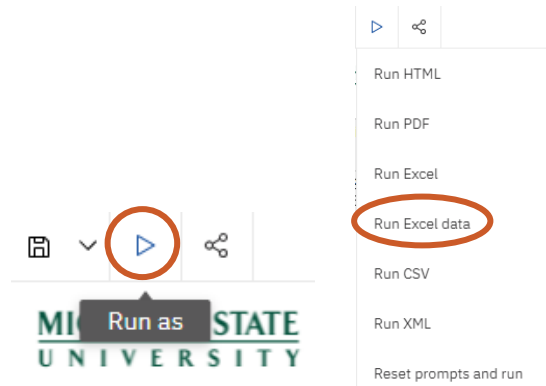 Run HTML
Run PDF
Run Excel
Run Excel data
Run CSV
Run XML
Reset prompts and run
Run as
STATE
UNIVERSITY